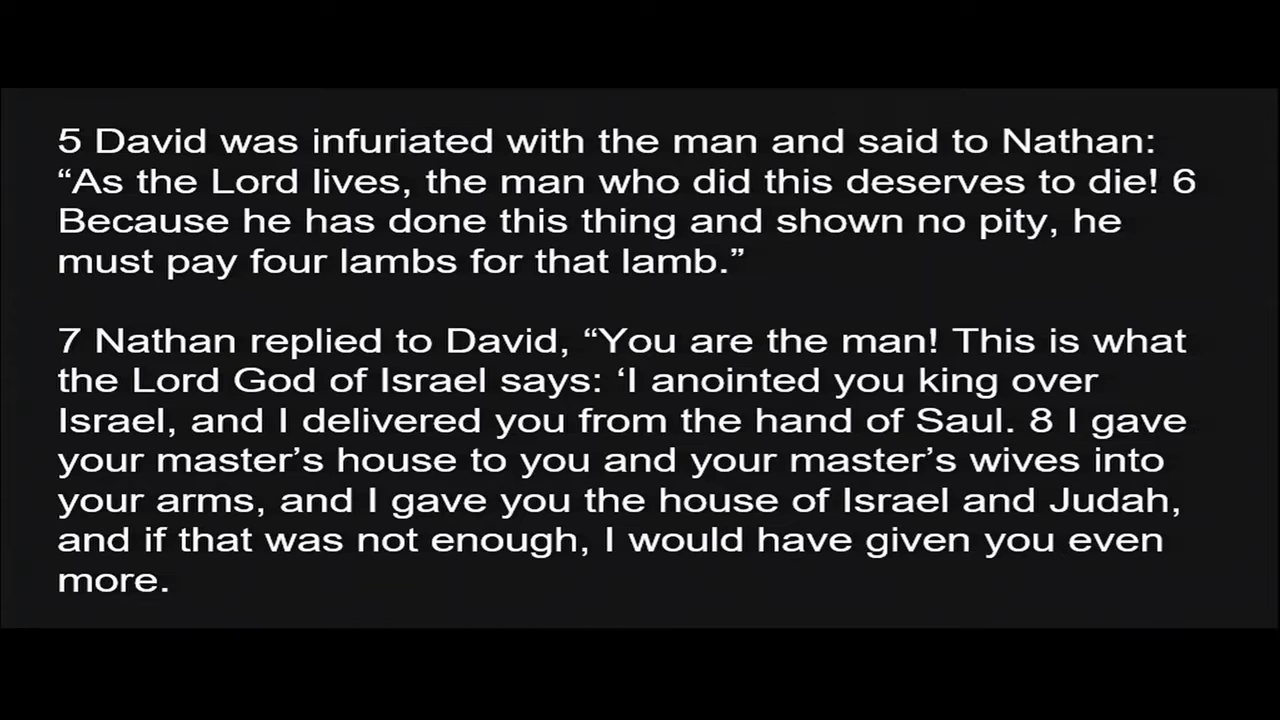 5 David was infuriated with the man and said to Nathan:
“As the Lord lives, the man who did this deserves to die! 6
Because he has done this thing and shown no pity, he
must pay four lambs for that lamb.”
7 Nathan replied to David, “You are the man! This is what
the Lord God of Israel says: ‘I anointed you king over
Israel, and I delivered you from the hand of Saul. 8 I gave
your master’s house to you and your master’s wives into
your arms, and I gave you the house of Israel and Judah,
and if that was not enough, I would have given you even
more.